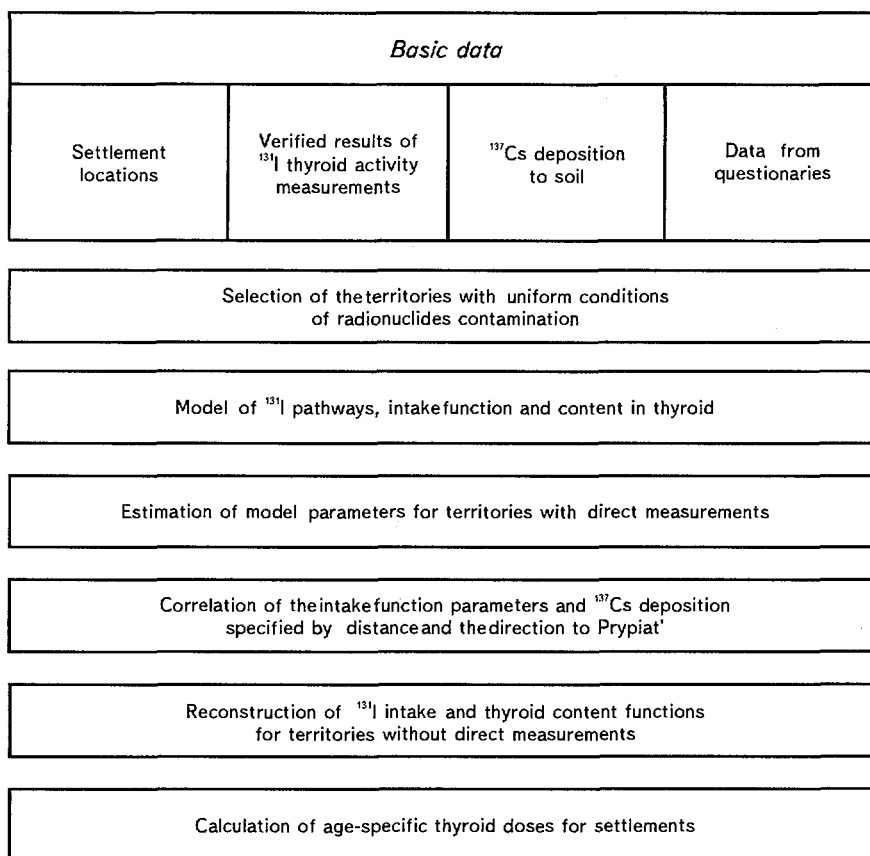 Basic data
Settlement
locations
Verified results of
¹³¹I thyroid activity
measurements
¹³⁷Cs deposition
to soil
Data from
questionaries
Selection of the territories with uniform conditions
of radionuclides contamination
Model of ¹³¹I pathways, intake function and content in thyroid
Estimation of model parameters for territories with direct measurements
Correlation of the intake function parameters and ¹³⁷Cs deposition
specified by distance and the direction to Prypiat'
Reconstruction of ¹³¹I intake and thyroid content functions
for territories without direct measurements
Calculation of age-specific thyroid doses for settlements